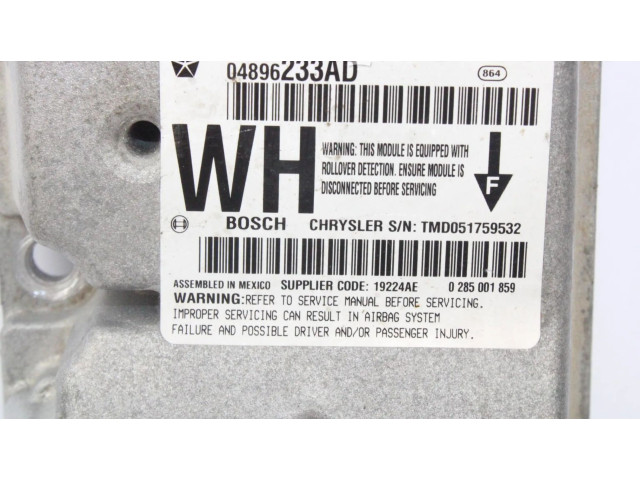 04896233AD 864
WH
WARNING: THIS MODULE IS EQUIPPED WITH
ROLLOVER DETECTION. ENSURE MODULE IS
DISCONNECTED BEFORE SERVICING
F
BOSCH CHRYSLER S/N: TMD051759532
ASSEMBLED IN MEXICO SUPPLIER CODE: 19224AE 0 285 001 859
WARNING:REFER TO SERVICE MANUAL BEFORE SERVICING.
IMPROPER SERVICING CAN RESULT IN AIRBAG SYSTEM
FAILURE AND POSSIBLE DRIVER AND/OR PASSENGER INJURY.